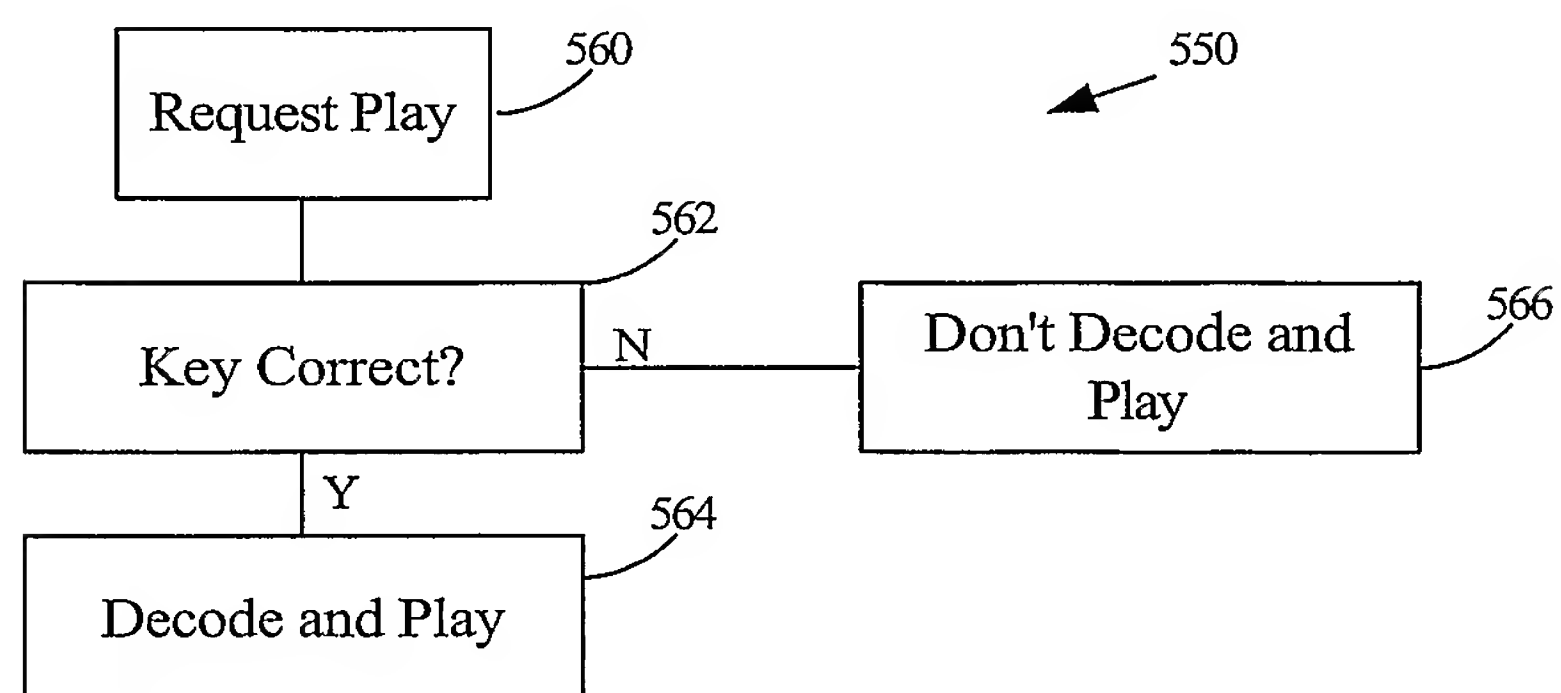 560
550
Request Play
562
Key Correct?
N
Don't Decode and
Play
566
Y
564
Decode and Play